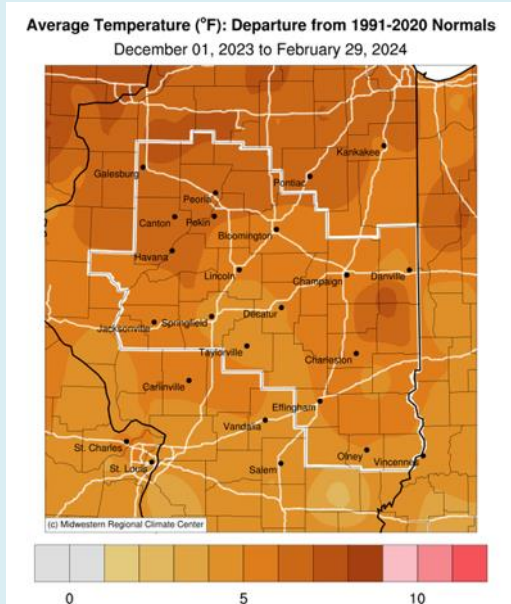 Average Temperature (°F): Departure from 1991-2020 Normals
December 01, 2023 to February 29, 2024
Kankakee
Galesburg
Pontiac
Peoria
Canton
Pekin
Bloomington
Havana
Lincoln
Champaign
Danville
Decatur
Jacksonville
Springfield
Taylorville
Charleston
Carlinville
Effingham
Vandalia
St. Charles
Olney
Vincennes
St. Louis
Salem
(c) Midwestern Regional Climate Center
0 5 10